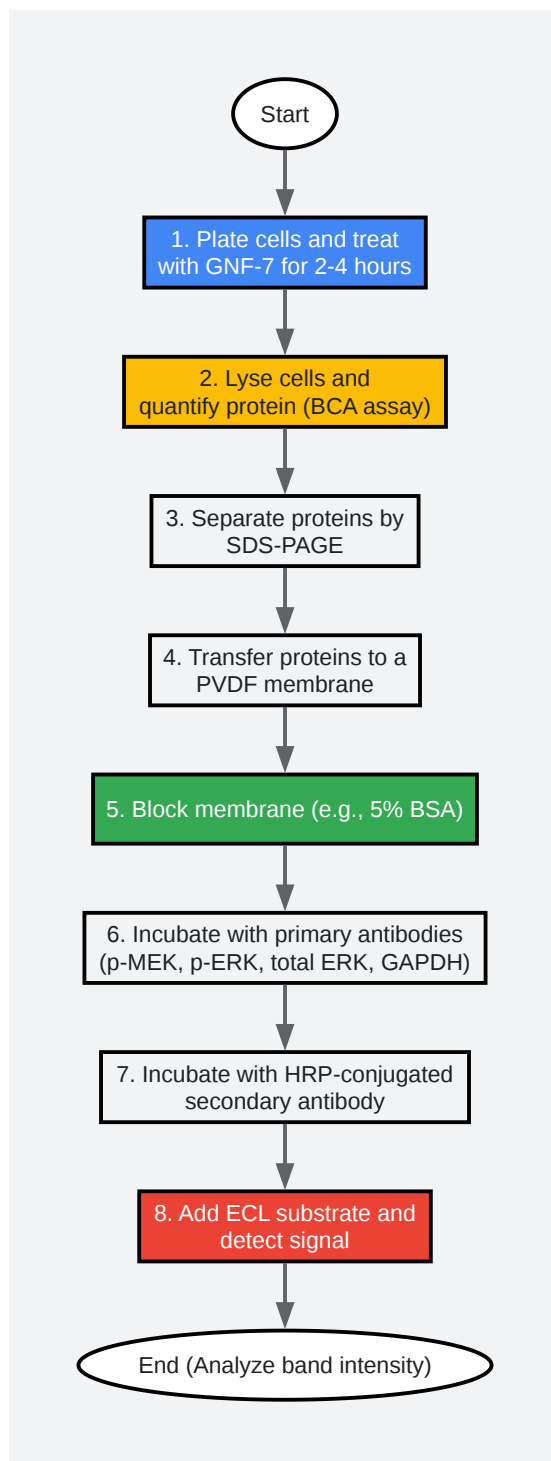 Start
1. Plate cells and treat
with GNF-7 for 2-4 hours
2. Lyse cells and
quantify protein (BCA assay)
3. Separate proteins by
SDS-PAGE
4. Transfer proteins to a
PVDF membrane
5. Block membrane (e.g., 5% BSA)
6. Incubate with primary antibodies
(p-MEK, p-ERK, total ERK, GAPDH)
7. Incubate with HRP-conjugated
secondary antibody
8. Add ECL substrate and
detect signal
End (Analyze band intensity)